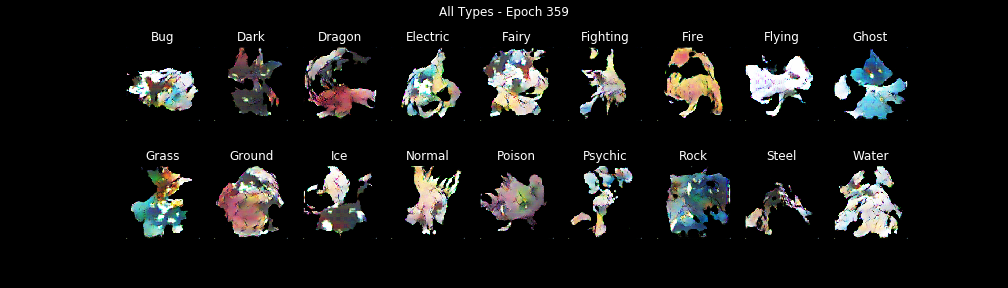 All Types - Epoch 359
Bug Dark Dragon Electric Fairy Fighting Fire Flying Ghost
Grass Ground Ice Normal Poison Psychic Rock Steel Water